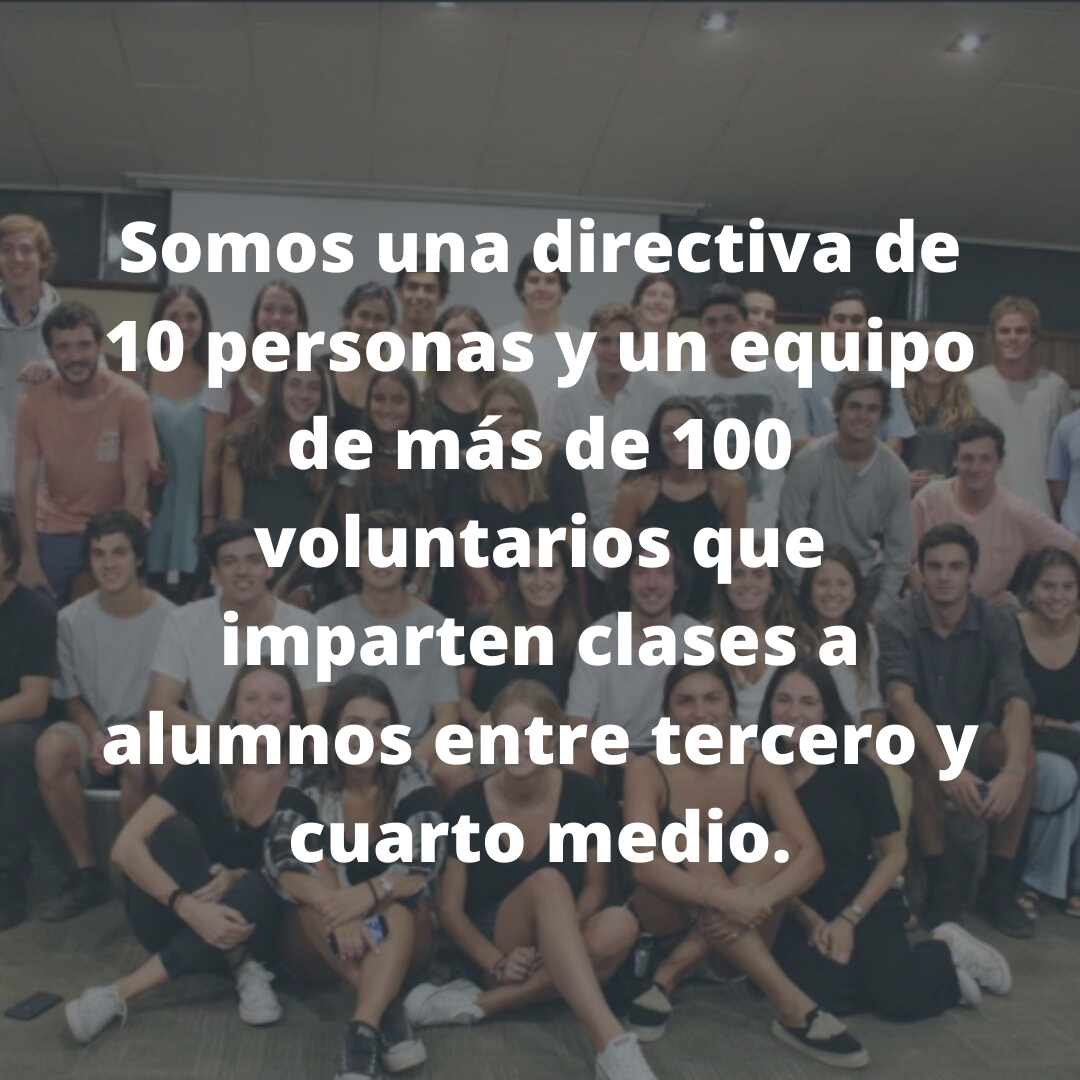 Somos una directiva de
10 personas y un equipo
de más de 100
voluntarios que
imparten clases a
alumnos entre tercero y
cuarto medio.